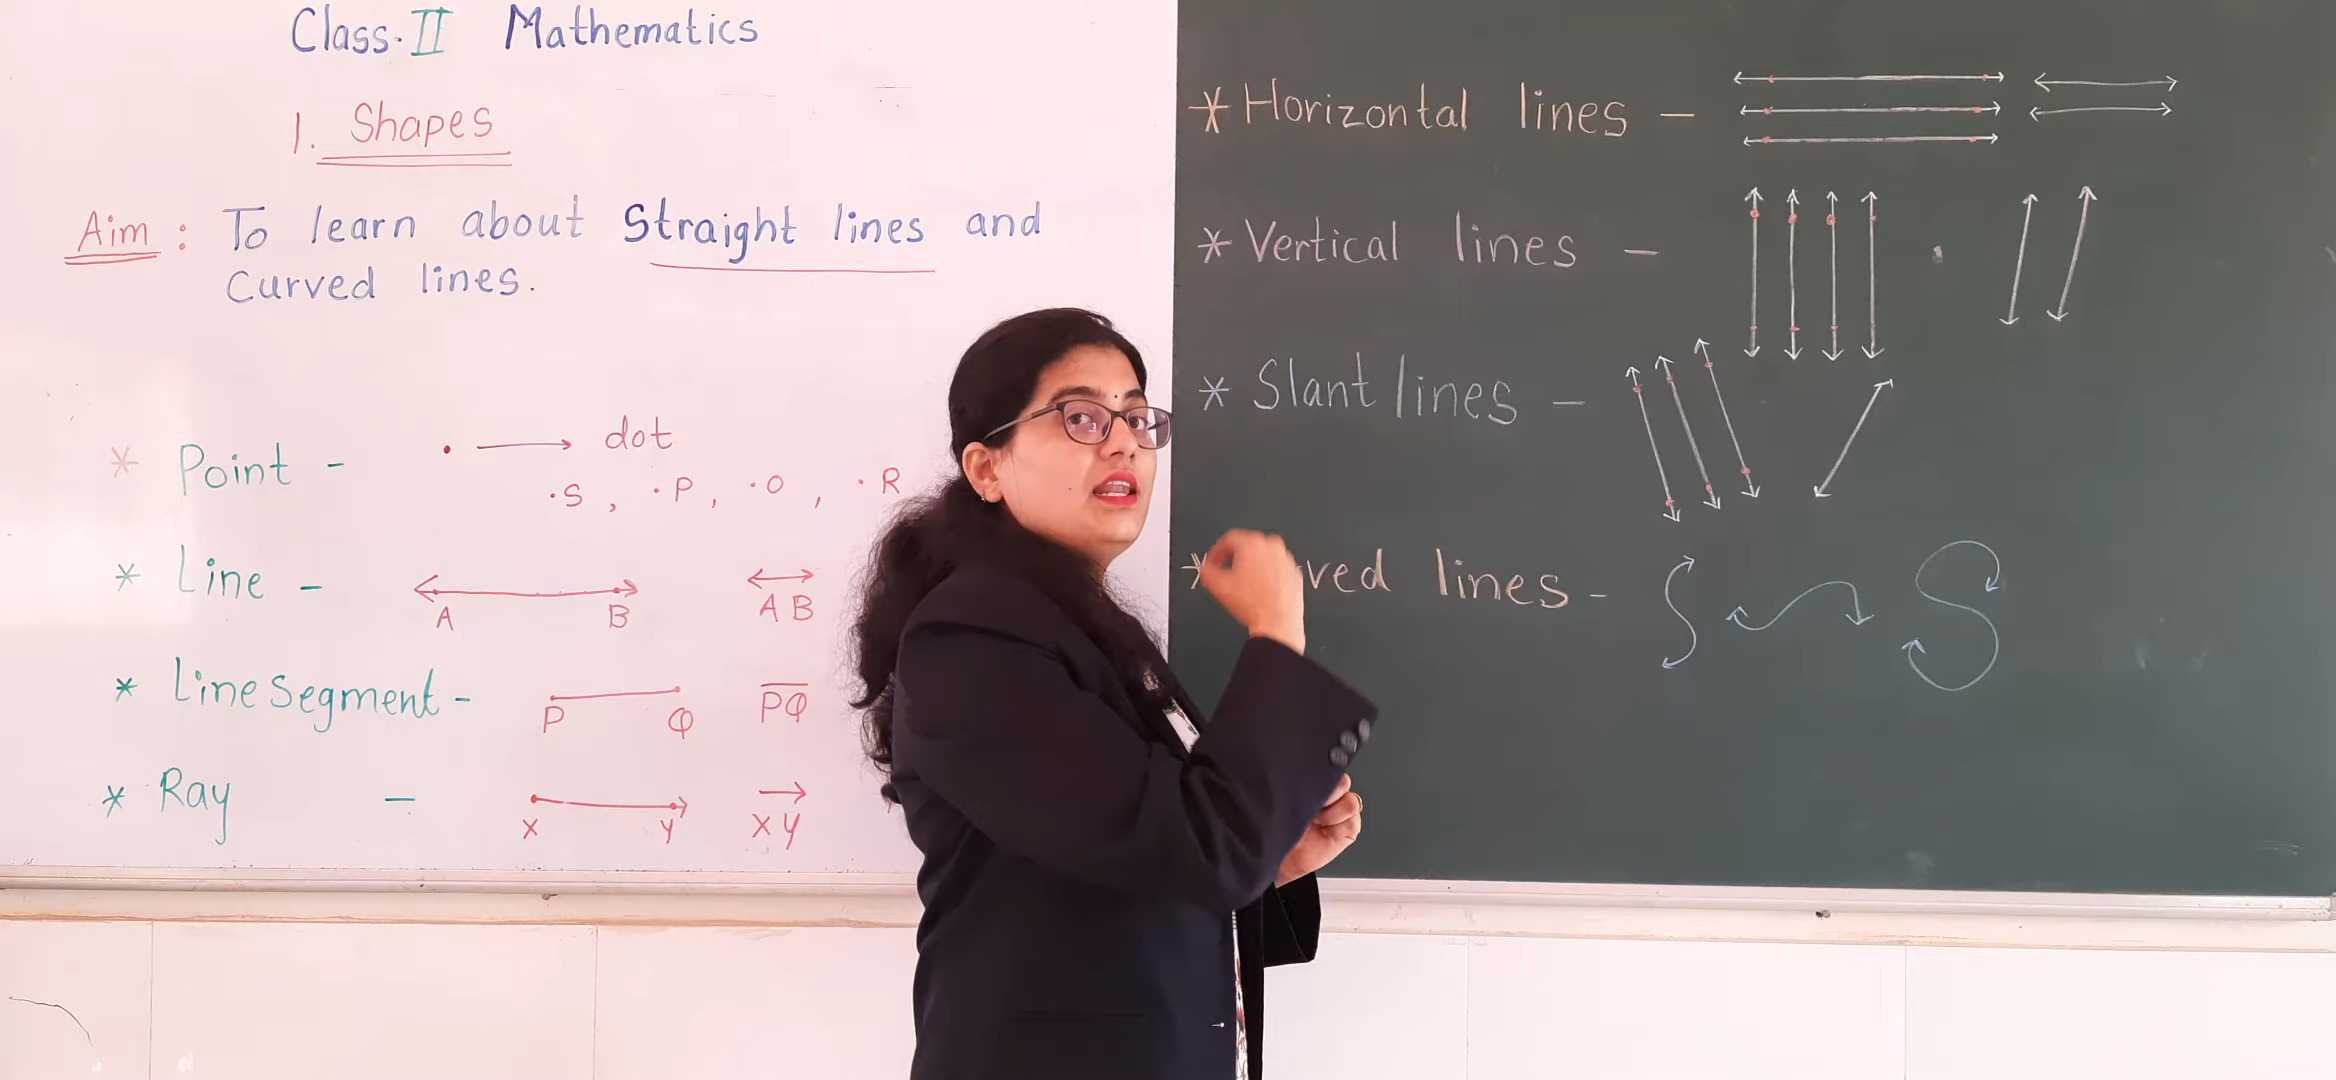 Class-II Mathematics
1. Shapes
Aim : To learn about Straight lines and
Curved lines.
* Point - . → dot
.S , .P , .O , .R
* Line - A B AB
* Line Segment - P Q PQ
* Ray - X Y XY
* Horizontal lines -
* Vertical lines -
* Slant lines -
* ved lines -